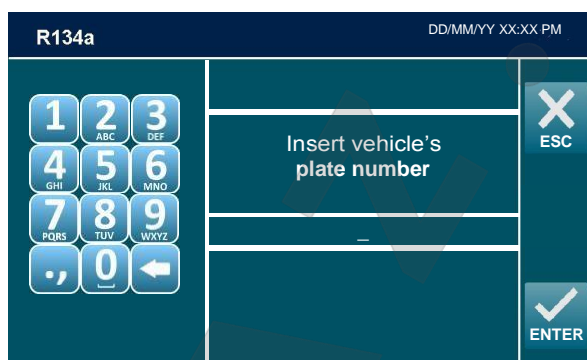 R134a
DD/MM/YY XX:XX PM
1
2
ABC
3
DEF
4
GHI
5
JKL
6
MNO
7
PQRS
8
TUV
9
WXYZ
.,
0
Insert vehicle's
plate number
_
ESC
ENTER